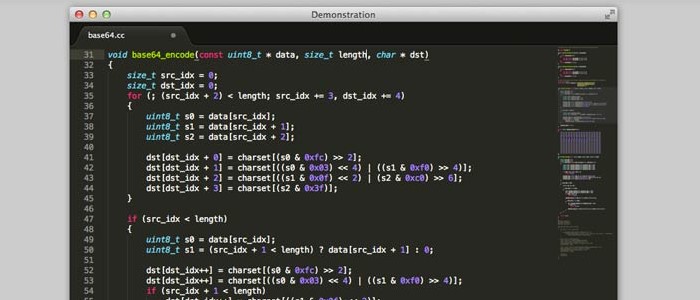 Demonstration
base64.cc
31 void base64_encode(const uint8_t * data, size_t length, char * dst)
32 {
33 size_t src_idx = 0;
34 size_t dst_idx = 0;
35 for (; (src_idx + 2) < length; src_idx += 3, dst_idx += 4)
36 {
37 uint8_t s0 = data[src_idx];
38 uint8_t s1 = data[src_idx + 1];
39 uint8_t s2 = data[src_idx + 2];
40
41 dst[dst_idx + 0] = charset[(s0 & 0xfc) >> 2];
42 dst[dst_idx + 1] = charset[((s0 & 0x03) << 4) | ((s1 & 0xf0) >> 4)];
43 dst[dst_idx + 2] = charset[((s1 & 0x0f) << 2) | (s2 & 0xc0) >> 6];
44 dst[dst_idx + 3] = charset[(s2 & 0x3f)];
45 }
46
47 if (src_idx < length)
48 {
49 uint8_t s0 = data[src_idx];
50 uint8_t s1 = (src_idx + 1 < length) ? data[src_idx + 1] : 0;
51
52 dst[dst_idx++] = charset[(s0 & 0xfc) >> 2];
53 dst[dst_idx++] = charset[((s0 & 0x03) << 4) | ((s1 & 0xf0) >> 4)];
54 if (src_idx + 1 < length)